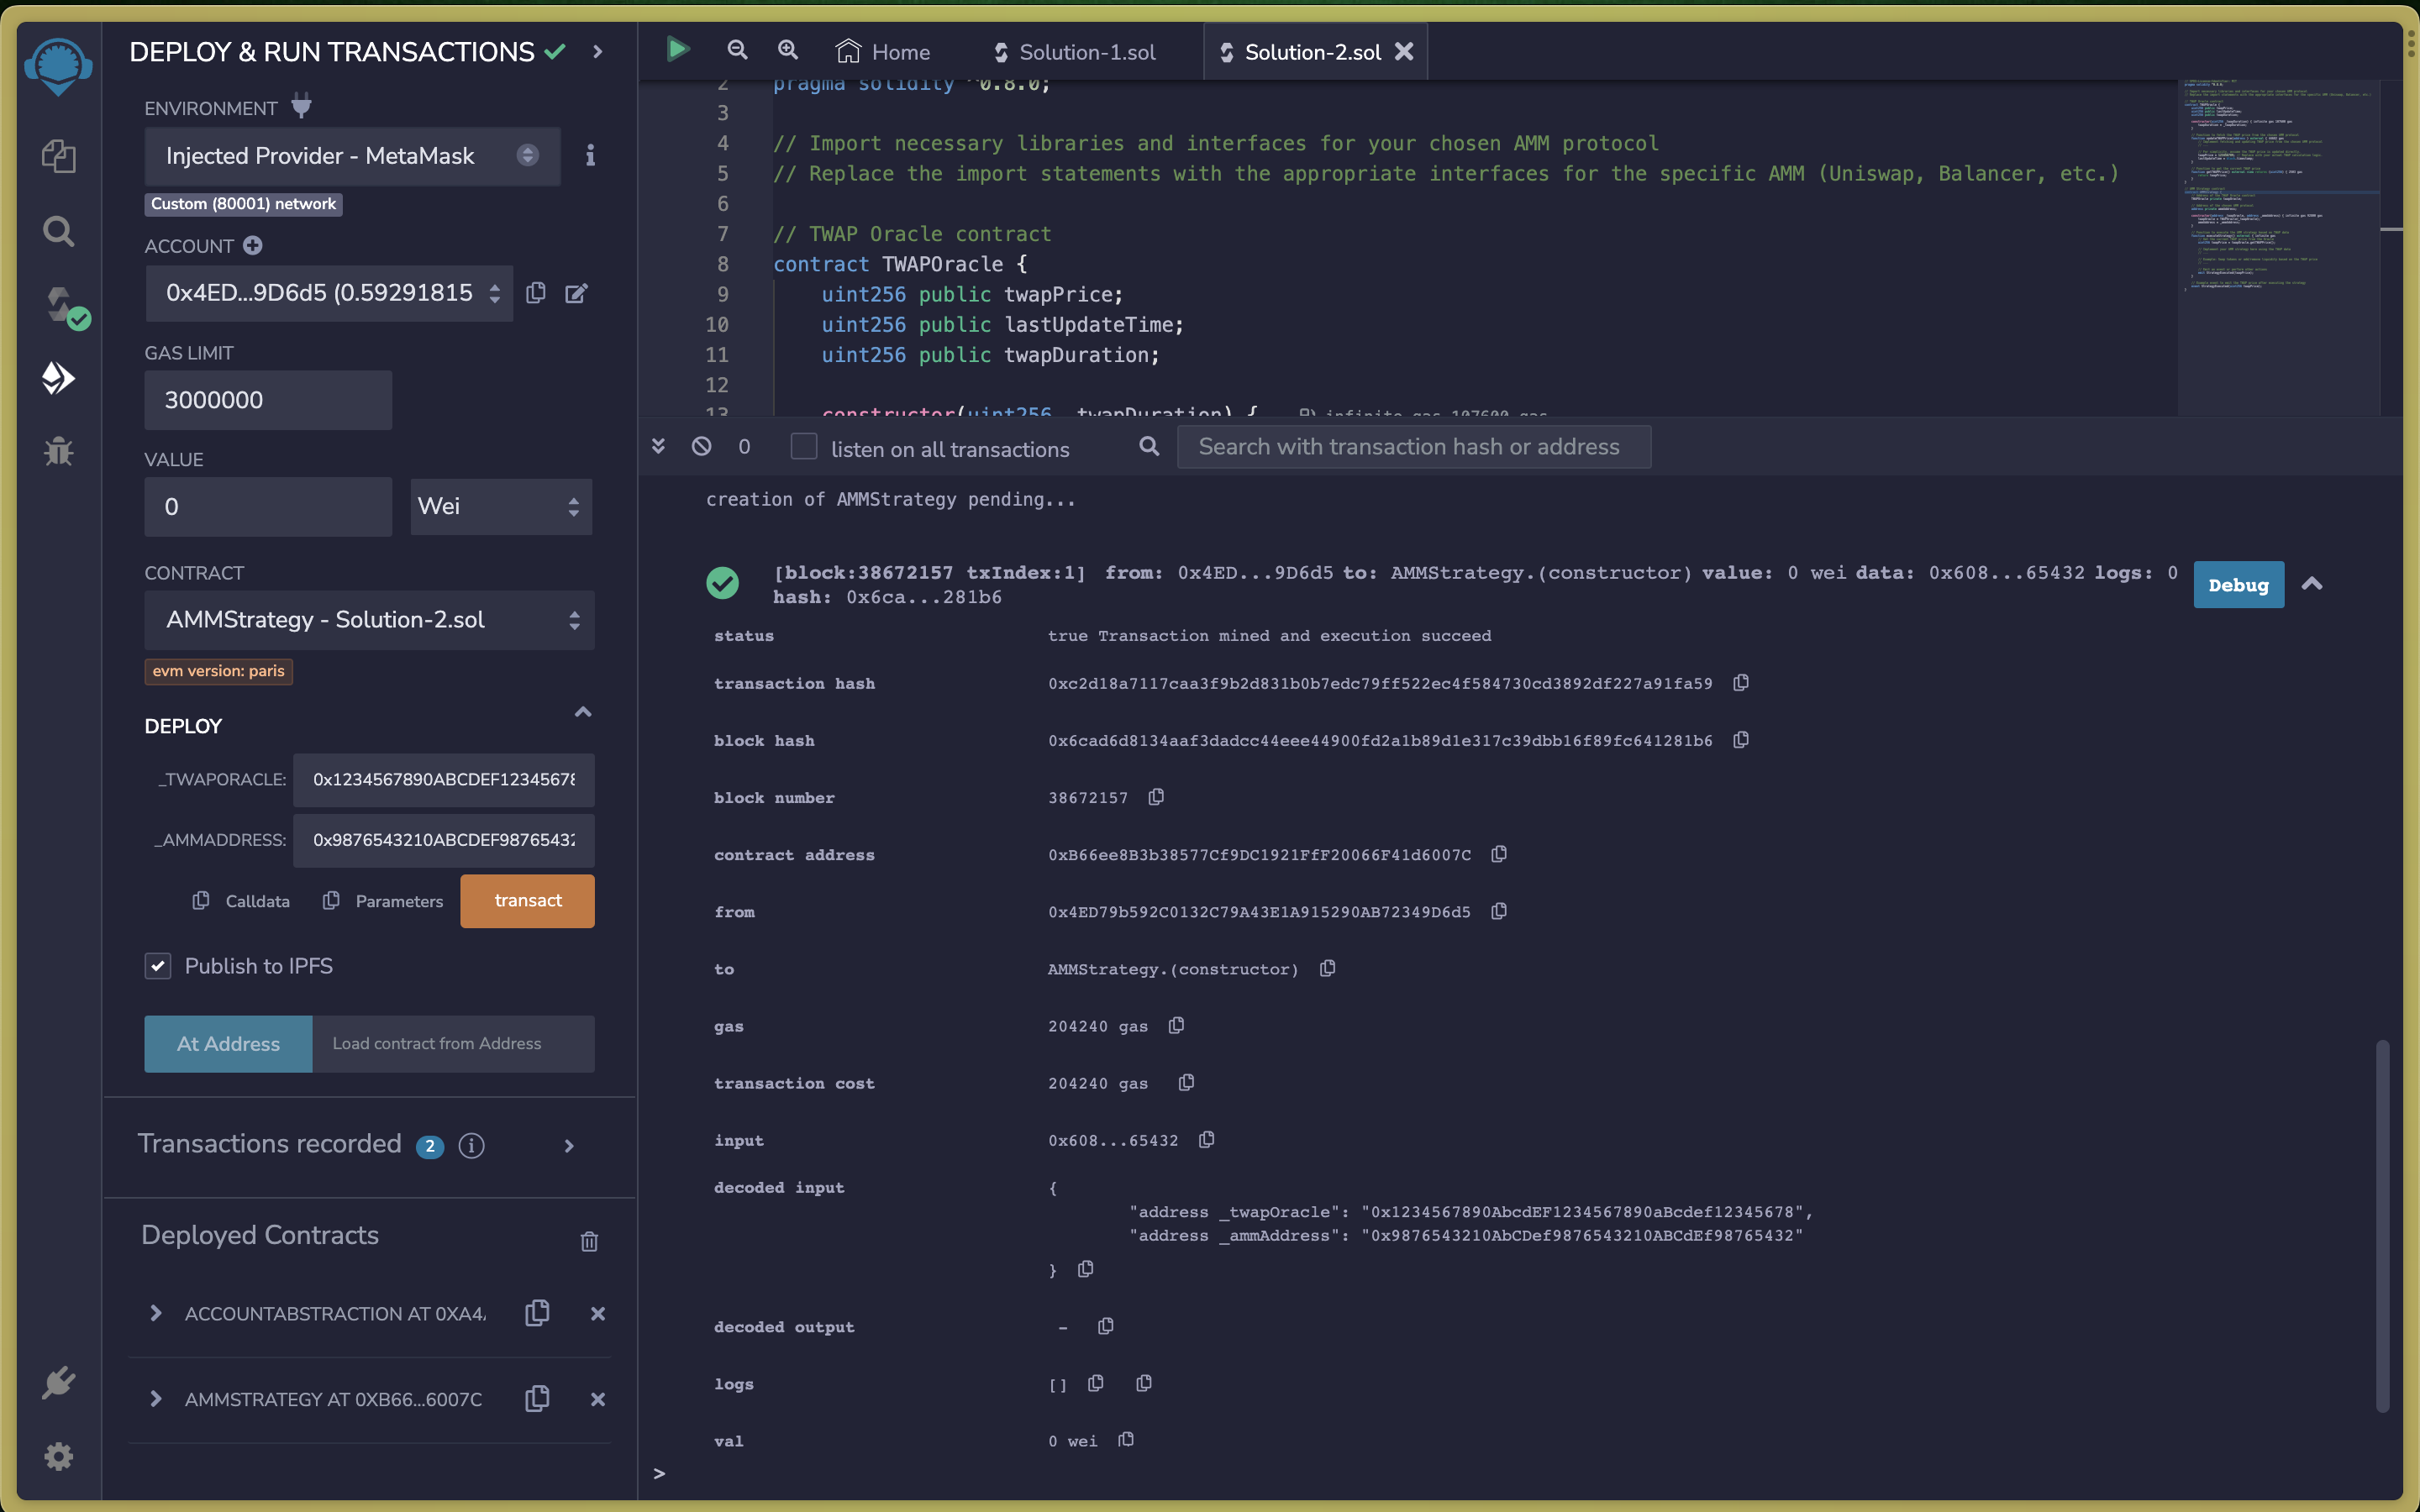 DEPLOY & RUN TRANSACTIONS
ENVIRONMENT
Injected Provider - MetaMask
Custom (80001) network
ACCOUNT
0x4ED...9D6d5 (0.59291815
GAS LIMIT
3000000
VALUE
0
Wei
CONTRACT
AMMStrategy - Solution-2.sol
evm version: paris
DEPLOY
_TWAPORACLE: 0x1234567890ABCDEF12345678
_AMMADDRESS: 0x9876543210ABCDEF98765432
Calldata Parameters transact
Publish to IPFS
At Address Load contract from Address
Transactions recorded 2
Deployed Contracts
ACCOUNTABSTRACTION AT 0XA4
AMMSTRATEGY AT 0XB66...6007C
Home Solution-1.sol Solution-2.sol
2 pragma solidity ^0.8.0;
3
4 // Import necessary libraries and interfaces for your chosen AMM protocol
5 // Replace the import statements with the appropriate interfaces for the specific AMM (Uniswap, Balancer, etc.)
6
7 // TWAP Oracle contract
8 contract TWAPOracle {
9 uint256 public twapPrice;
10 uint256 public lastUpdateTime;
11 uint256 public twapDuration;
12
13 constructor(uint256 _twapDuration) { infinite gas 107600 gas
0 listen on all transactions Search with transaction hash or address
creation of AMMStrategy pending...
[block:38672157 txIndex:1] from: 0x4ED...9D6d5 to: AMMStrategy.(constructor) value: 0 wei data: 0x608...65432 logs: 0
hash: 0x6ca...281b6
Debug
status true Transaction mined and execution succeed
transaction hash 0xc2d18a7117caa3f9b2d831b0b7edc79ff522ec4f584730cd3892df227a91fa59
block hash 0x6cad6d8134aaf3dadcc44eee44900fd2a1b89d1e317c39dbb16f89fc641281b6
block number 38672157
contract address 0xB66ee8B3b38577Cf9DC1921FfF20066F41d6007C
from 0x4ED79b592C0132C79A43E1A915290AB72349D6d5
to AMMStrategy.(constructor)
gas 204240 gas
transaction cost 204240 gas
input 0x608...65432
decoded input {
"address _twapOracle": "0x1234567890AbcdEF1234567890aBcdef12345678",
"address _ammAddress": "0x9876543210AbCDef9876543210ABCdEf98765432"
}
decoded output -
logs []
val 0 wei
>